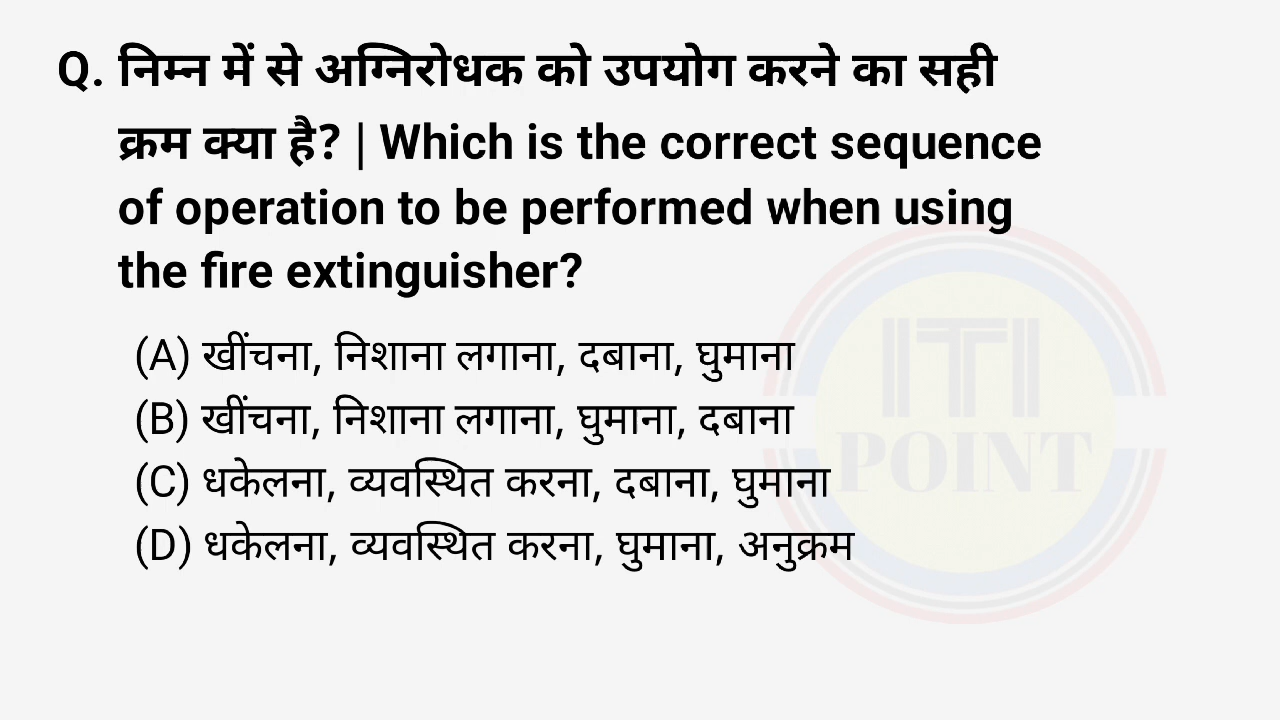 Q. निम्न में से अग्निरोधक को उपयोग करने का सही
क्रम क्या है? | Which is the correct sequence
of operation to be performed when using
the fire extinguisher?
(A) खींचना, निशाना लगाना, दबाना, घुमाना
(B) खींचना, निशाना लगाना, घुमाना, दबाना
(C) धकेलना, व्यवस्थित करना, दबाना, घुमाना
(D) धकेलना, व्यवस्थित करना, घुमाना, अनुक्रम
ITI
POINT